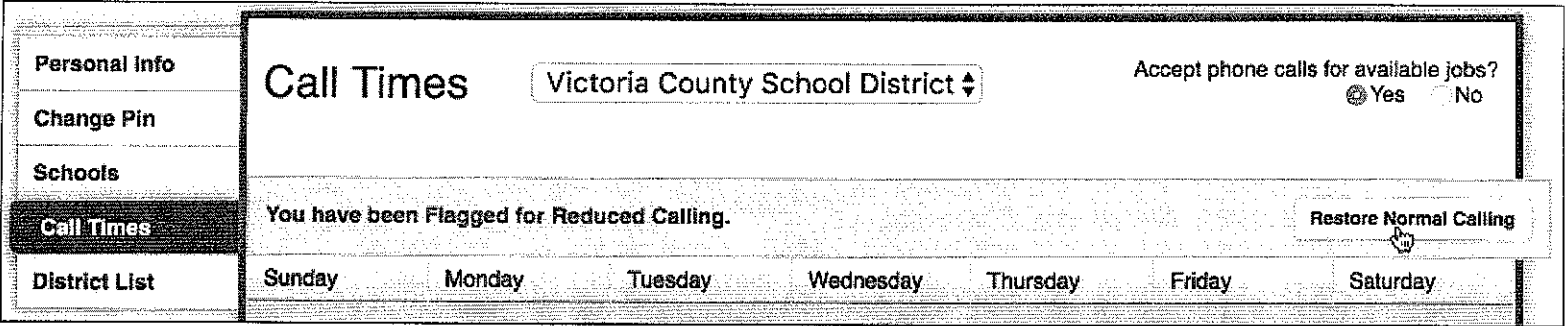 Personal Info
Change Pin
Schools
Call Times
District List
Call Times
Victoria County School District
Accept phone calls for available jobs?
Yes No
You have been Flagged for Reduced Calling.
Restore Normal Calling
Sunday Monday Tuesday Wednesday Thursday Friday Saturday